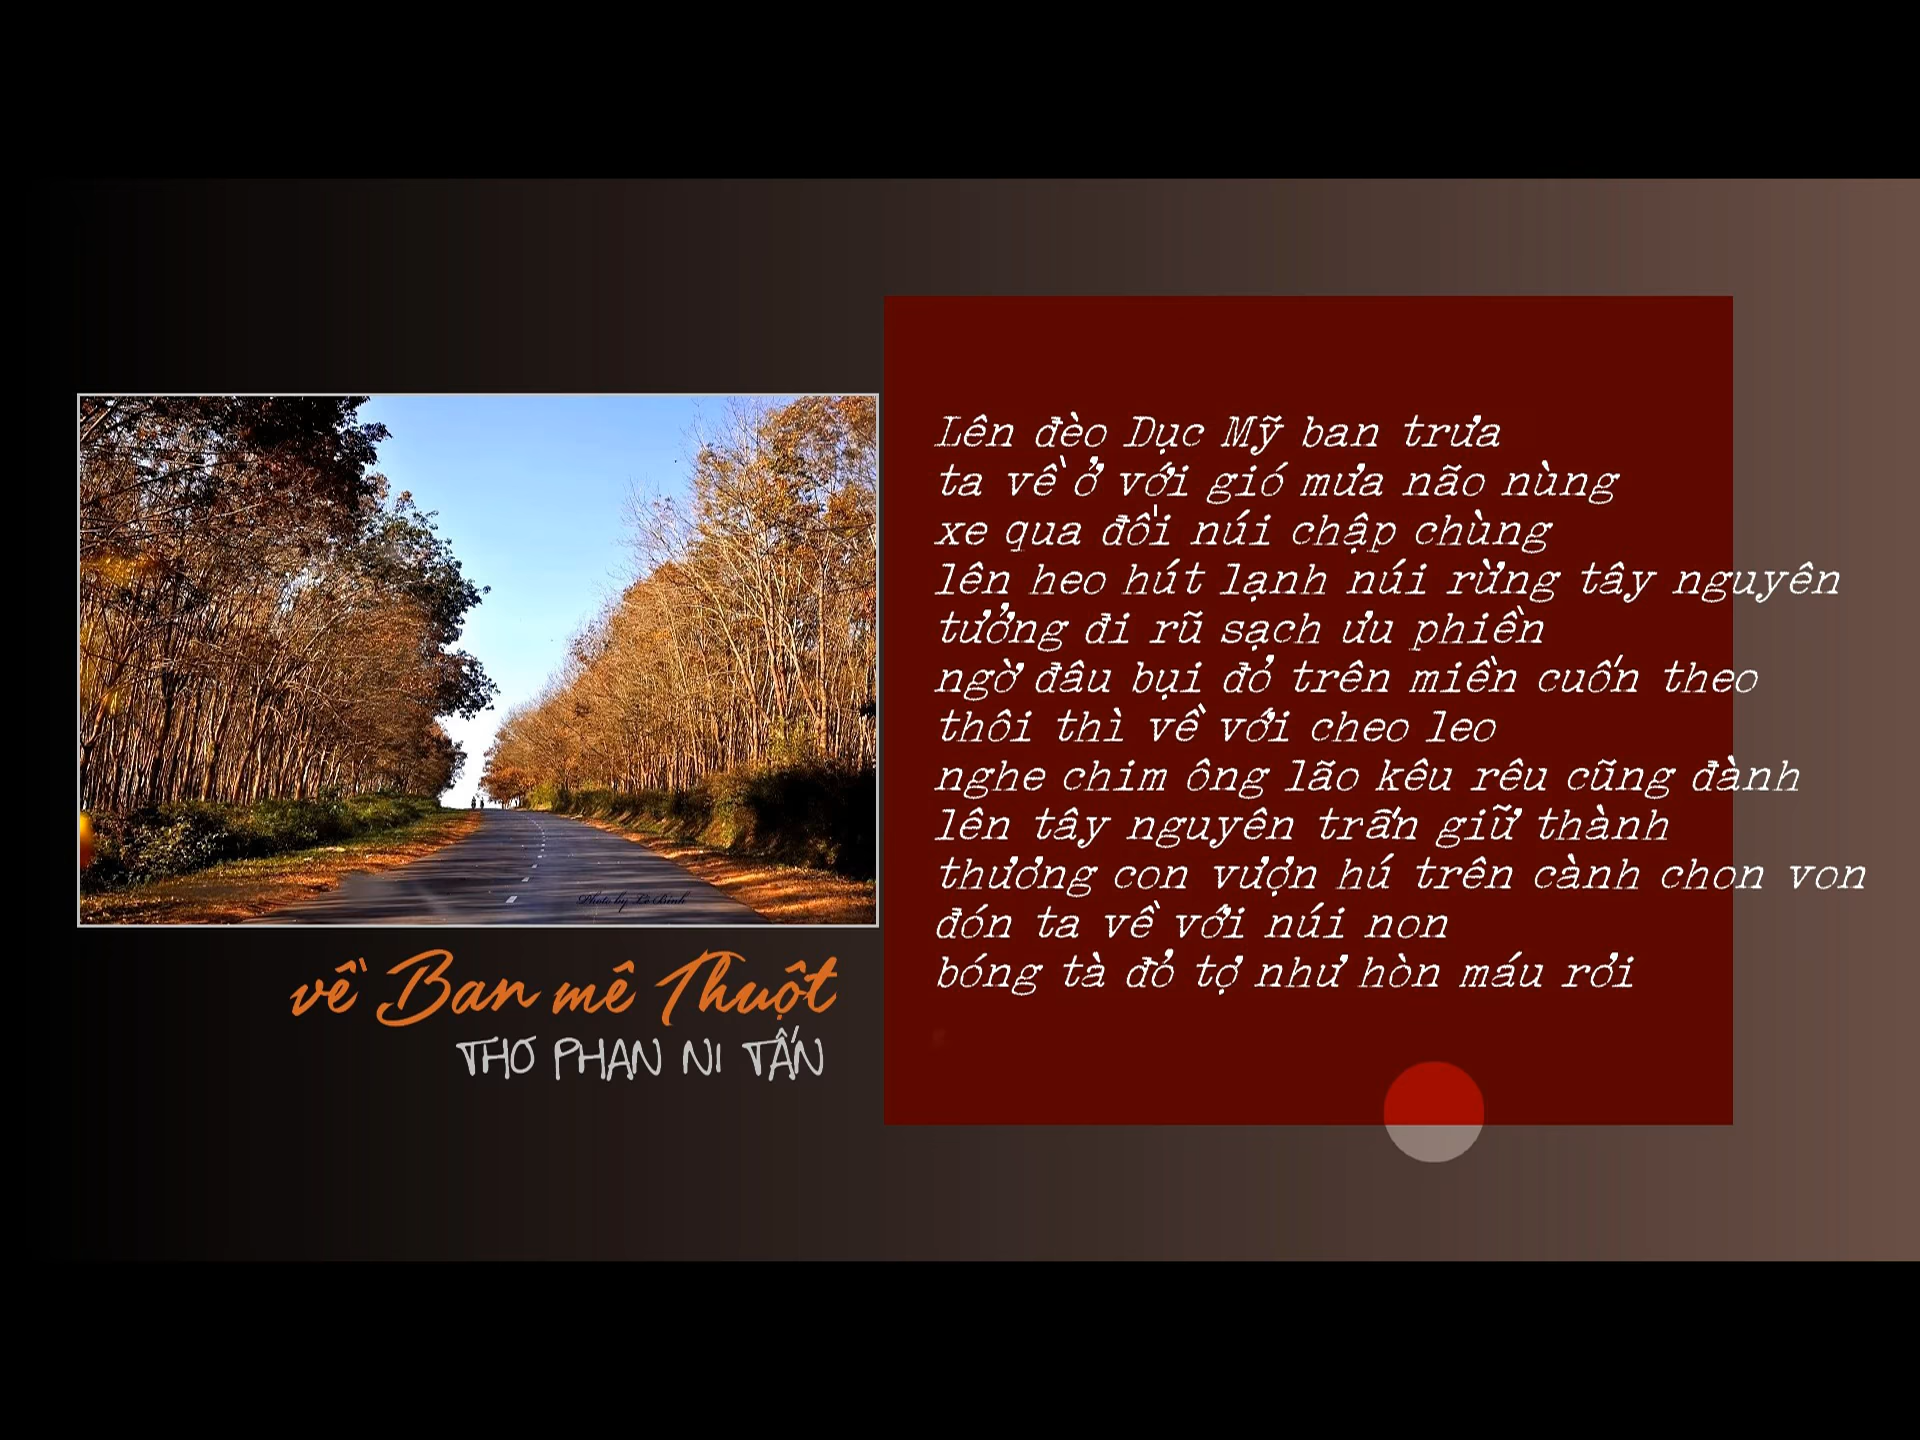 Lên đèo Dục Mỹ ban trưa
ta về ở với gió mưa não nùng
xe qua đồi núi chập chùng
lên heo hút lạnh núi rừng tây nguyên
tưởng đi rũ sạch ưu phiền
ngờ đâu bụi đỏ trên miền cuốn theo
thôi thì về với cheo leo
nghe chim ông lão kêu rêu cũng đành
lên tây nguyên trấn giữ thành
thương con vượn hú trên cành chon von
đón ta về với núi non
bóng tà đỏ tợ như hòn máu rơi
Photo by Lê Bình
về Ban mê Thuột
THƠ PHAN NI TẤN